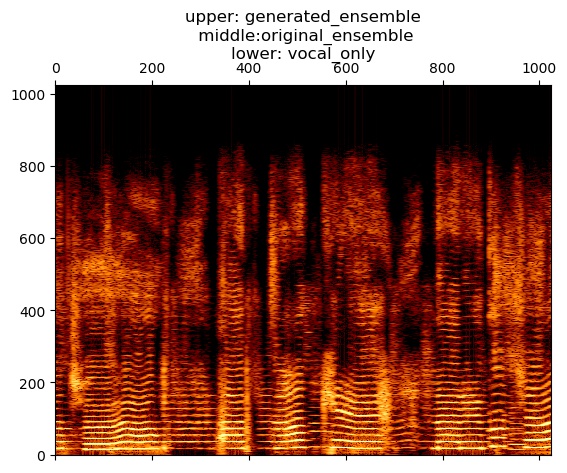 upper: generated_ensemble
middle:original_ensemble
lower: vocal_only
0 200 400 600 800 1000
1000
800
600
400
200
0